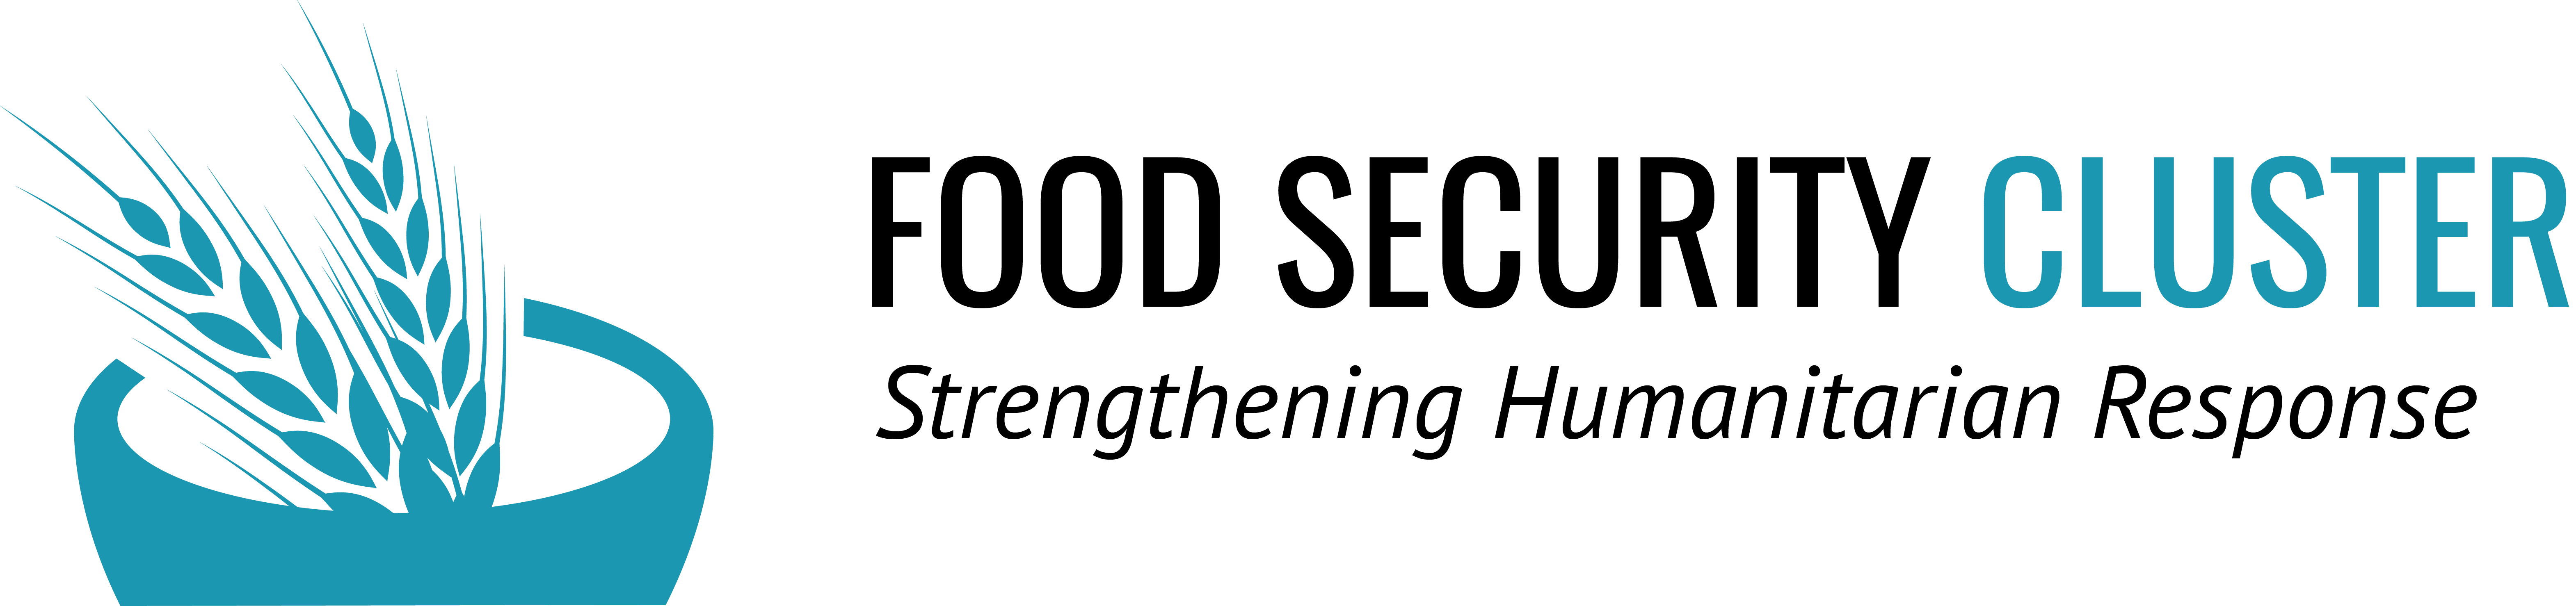 FOOD SECURITY CLUSTER
Strengthening Humanitarian Response